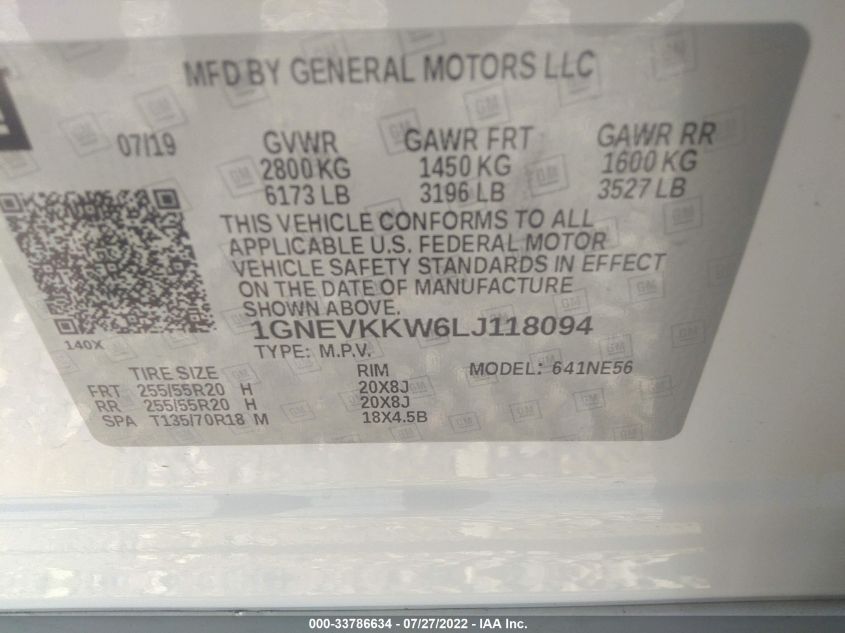 MFD BY GENERAL MOTORS LLC
07/19 GVWR GAWR FRT GAWR RR
2800 KG 1450 KG 1600 KG
6173 LB 3196 LB 3527 LB
THIS VEHICLE CONFORMS TO ALL
APPLICABLE U.S. FEDERAL MOTOR
VEHICLE SAFETY STANDARDS IN EFFECT
ON THE DATE OF MANUFACTURE
SHOWN ABOVE.
1GNEVKKW6LJ118094
140X
TYPE: M.P.V.
TIRE SIZE RIM MODEL: 641NE56
FRT 255/55R20 H 20X8J
RR 255/55R20 H 20X8J
SPA T135/70R18 M 18X4.5B
000-33786634 - 07/27/2022 - IAA Inc.